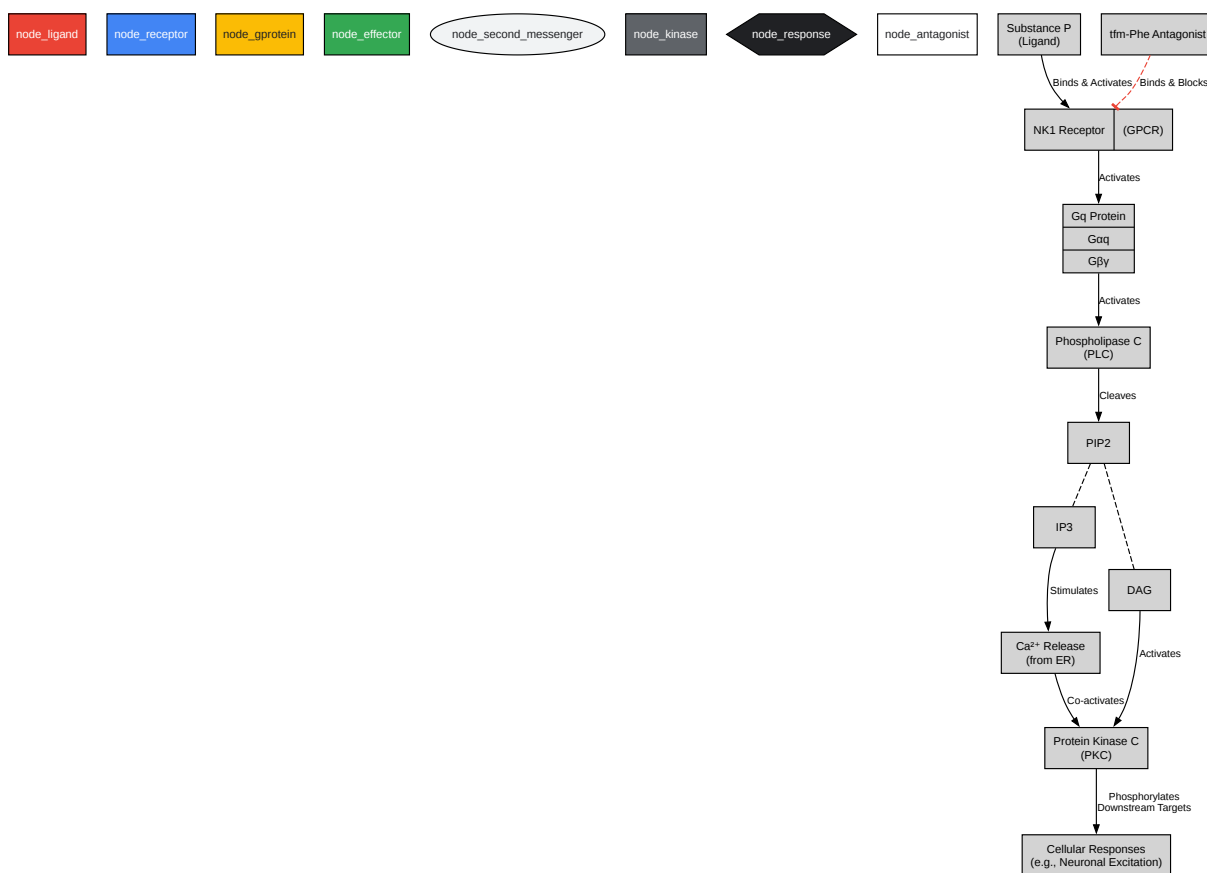 node_ligand
node_receptor
node_gprotein
node_effector
node_second_messenger
node_kinase
node_response
node_antagonist
Substance P
(Ligand)
tfm-Phe Antagonist
Binds & Activates
Binds & Blocks
NK1 Receptor
(GPCR)
Activates
Gq Protein
Gαq
Gβγ
Activates
Phospholipase C
(PLC)
Cleaves
PIP2
IP3
DAG
Stimulates
Ca²⁺ Release
(from ER)
Activates
Co-activates
Protein Kinase C
(PKC)
Phosphorylates
Downstream Targets
Cellular Responses
(e.g., Neuronal Excitation)